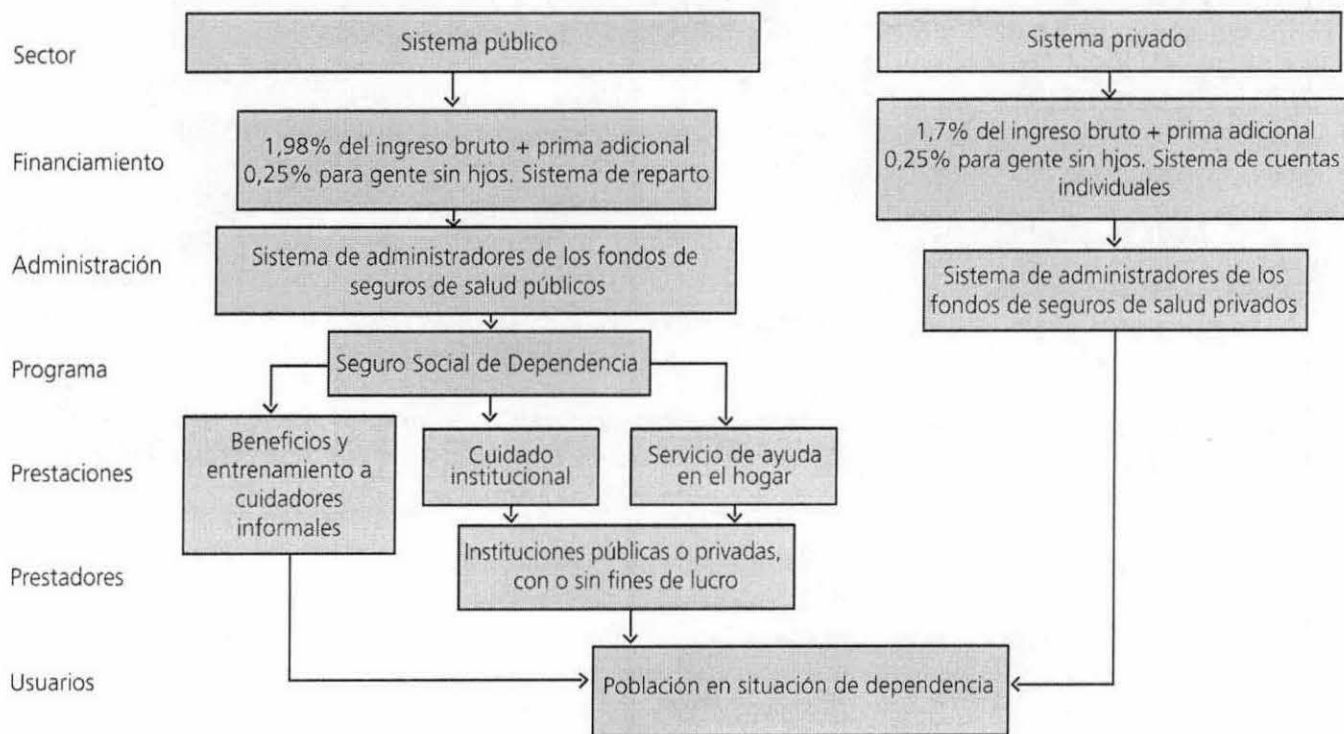 Sector
Sistema público
Sistema privado
Financiamiento
1,98% del ingreso bruto + prima adicional
0,25% para gente sin hjos. Sistema de reparto
1,7% del ingreso bruto + prima adicional
0,25% para gente sin hjos. Sistema de cuentas
individuales
Administración
Sistema de administradores de los fondos de
seguros de salud públicos
Sistema de administradores de los
fondos de seguros de salud privados
Programa
Seguro Social de Dependencia
Prestaciones
Beneficios y
entrenamiento a
cuidadores
informales
Cuidado
institucional
Servicio de ayuda
en el hogar
Prestadores
Instituciones públicas o privadas,
con o sin fines de lucro
Usuarios
Población en situación de dependencia